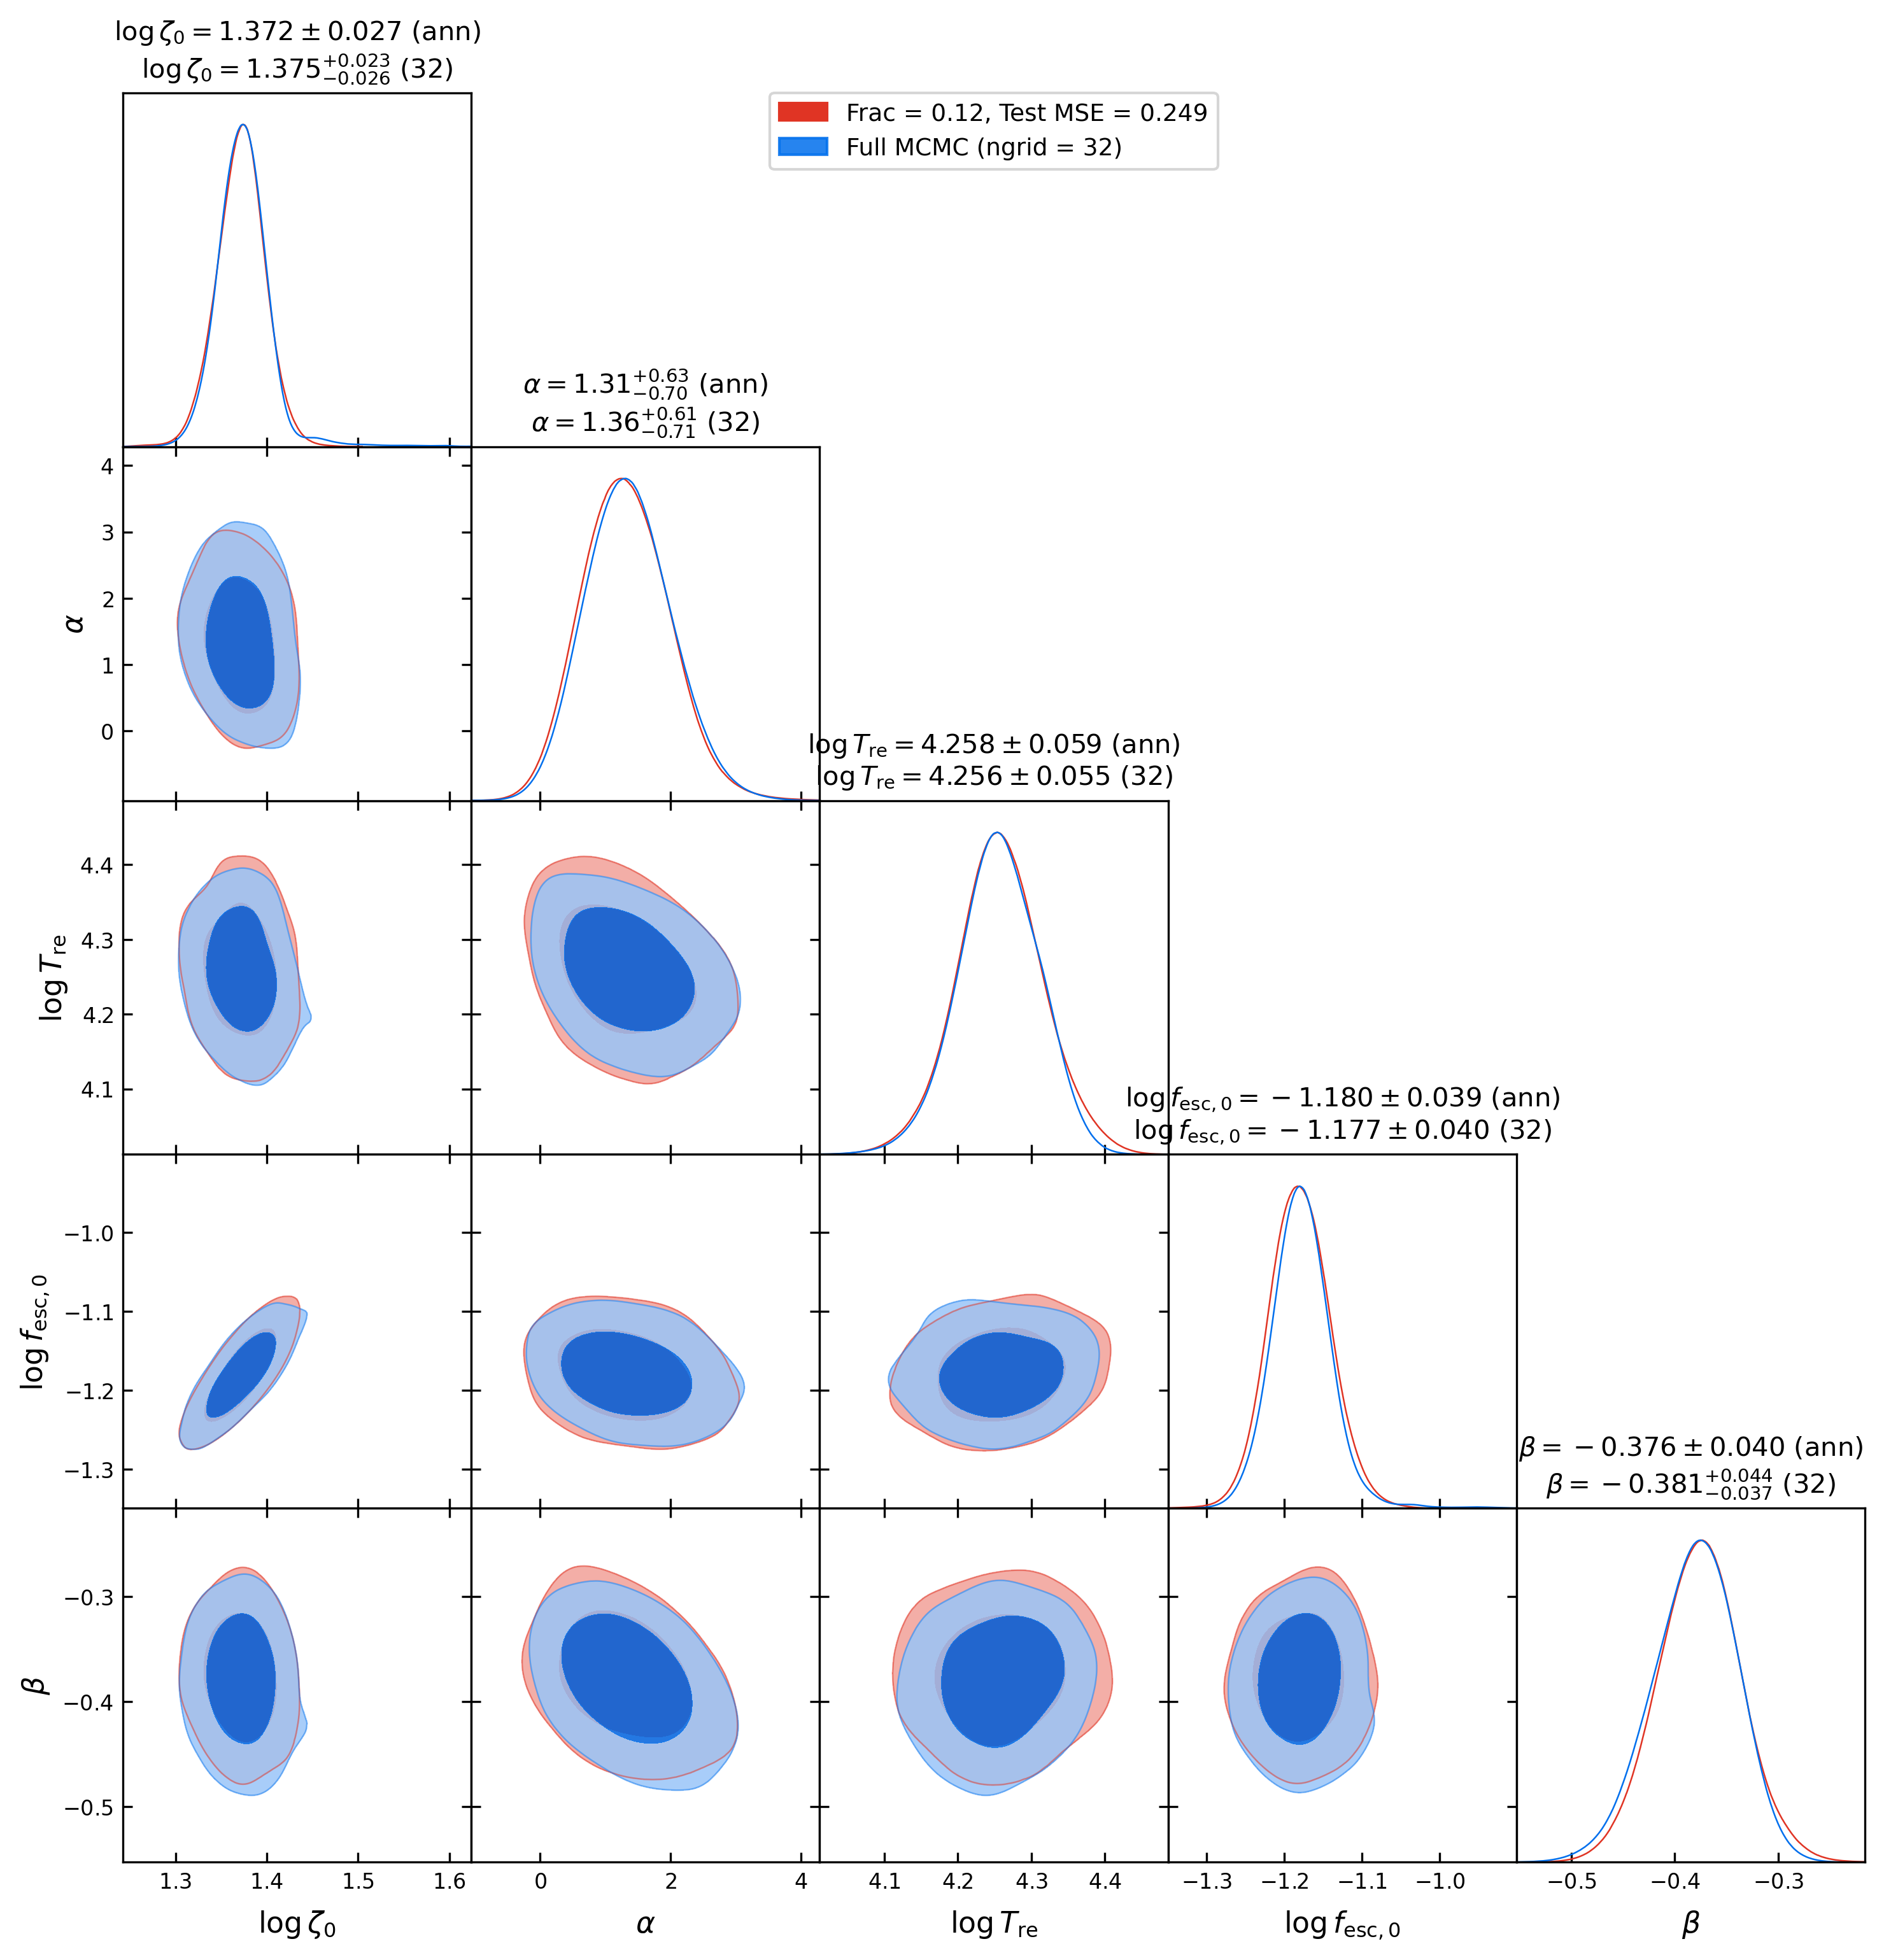 log ζ₀ = 1.372 ± 0.027 (ann)
log ζ₀ = 1.375⁺⁰·⁰²³₋₀.₀₂₆ (32)
Frac = 0.12, Test MSE = 0.249
Full MCMC (ngrid = 32)
α = 1.31⁺⁰·⁶³₋₀.₇₀ (ann)
α = 1.36⁺⁰·⁶¹₋₀.₇₁ (32)
4
3
2
1
0
α
log T_re = 4.258 ± 0.059 (ann)
log T_re = 4.256 ± 0.055 (32)
4.4
4.3
4.2
4.1
log T_re
log f_esc, 0 = −1.180 ± 0.039 (ann)
log f_esc, 0 = −1.177 ± 0.040 (32)
−1.0
−1.1
−1.2
−1.3
log f_esc, 0
β = −0.376 ± 0.040 (ann)
β = −0.381⁺⁰·⁰⁴⁴₋₀.₀₃₇ (32)
−0.3
−0.4
−0.5
β
1.3 1.4 1.5 1.6 0 2 4 4.1 4.2 4.3 4.4 −1.3 −1.2 −1.1 −1.0 −0.5 −0.4 −0.3
log ζ₀ α log T_re log f_esc, 0 β